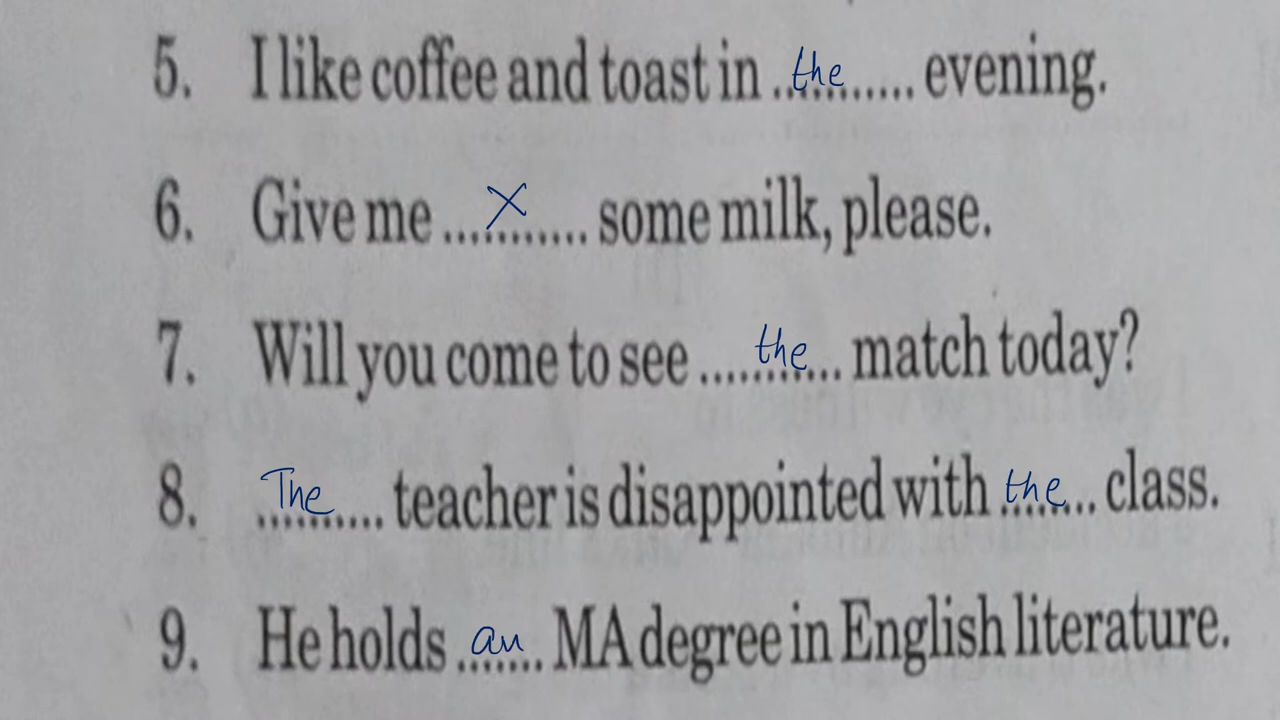 5. I like coffee and toast in ...the....... evening.
6. Give me ....X....... some milk, please.
7. Will you come to see .....the.... match today?
8. ..The.... teacher is disappointed with ..the... class.
9. He holds ..an.. MA degree in English literature.